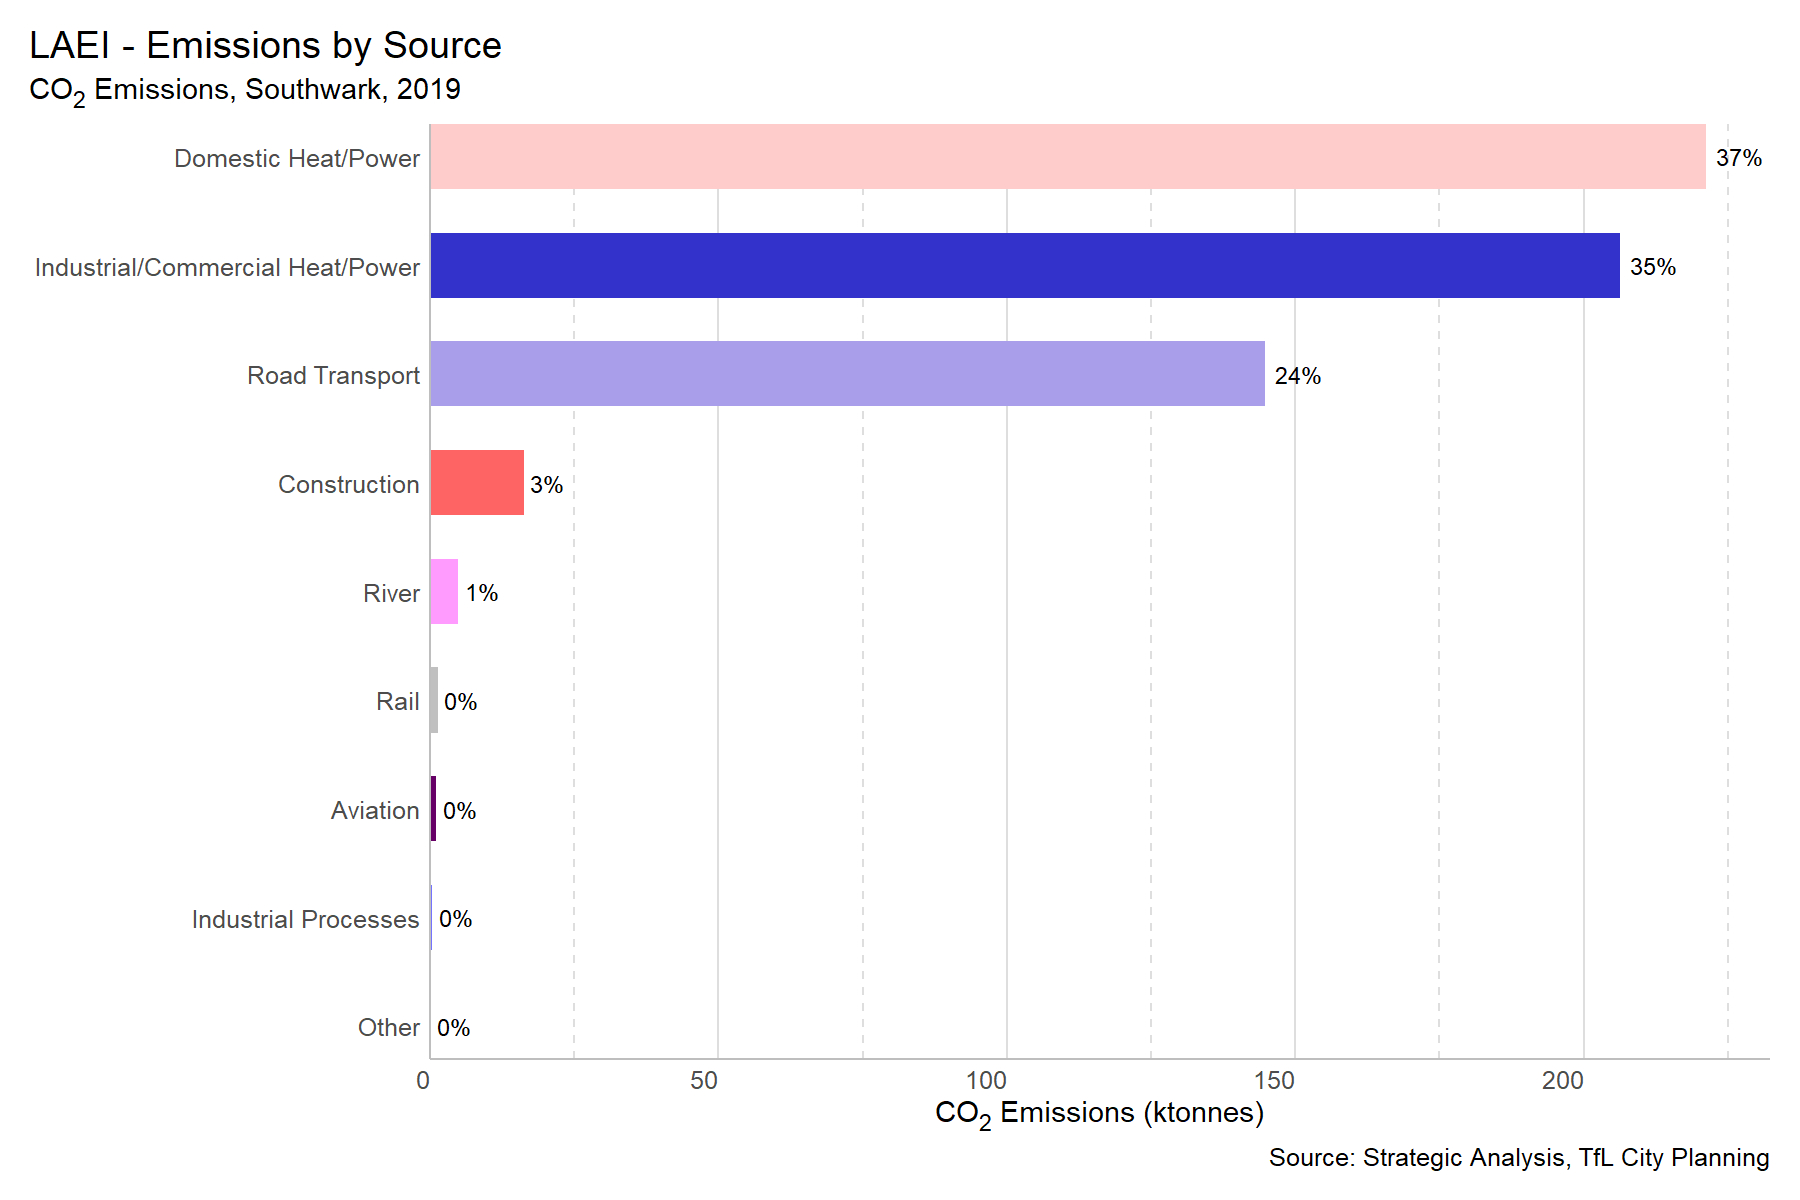 LAEI - Emissions by Source
CO₂ Emissions, Southwark, 2019
Domestic Heat/Power 37%
Industrial/Commercial Heat/Power 35%
Road Transport 24%
Construction 3%
River 1%
Rail 0%
Aviation 0%
Industrial Processes 0%
Other 0%
0 50 100 150 200
CO₂ Emissions (ktonnes)
Source: Strategic Analysis, TfL City Planning